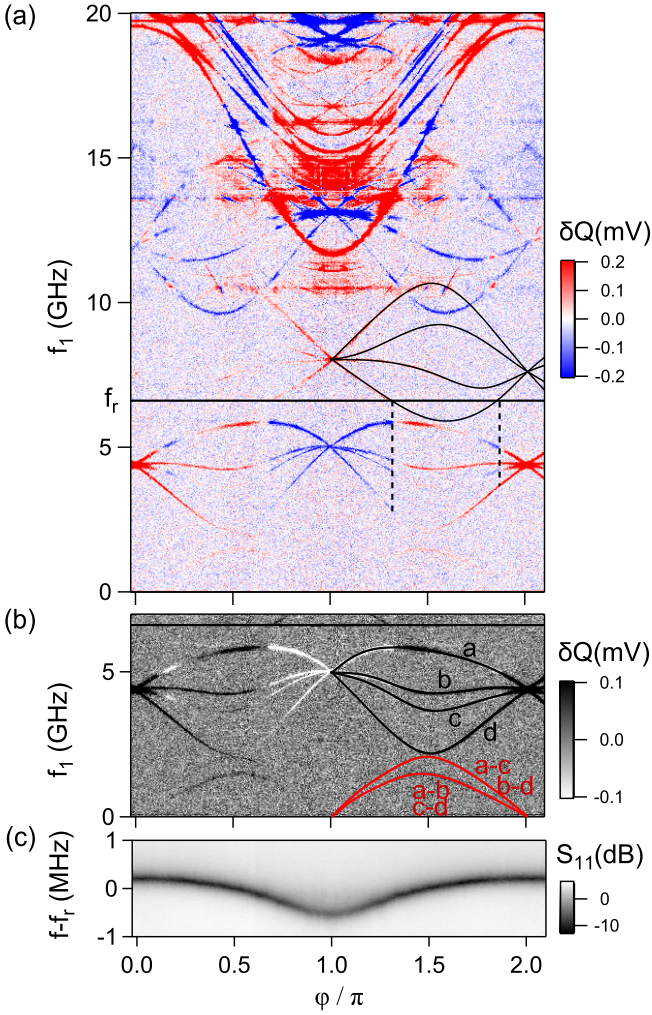 (a)
20
15
10
f₁ (GHz)
fᵣ
5
0
δQ(mV)
0.2
0.1
0.0
-0.1
-0.2
(b)
5
0
f₁ (GHz)
a
b
c
d
a-c
a-b
b-d
c-d
δQ(mV)
0.1
0.0
-0.1
(c)
1
0
-1
f-fᵣ (MHz)
S₁₁(dB)
0
-10
0.0 0.5 1.0 1.5 2.0
φ / π